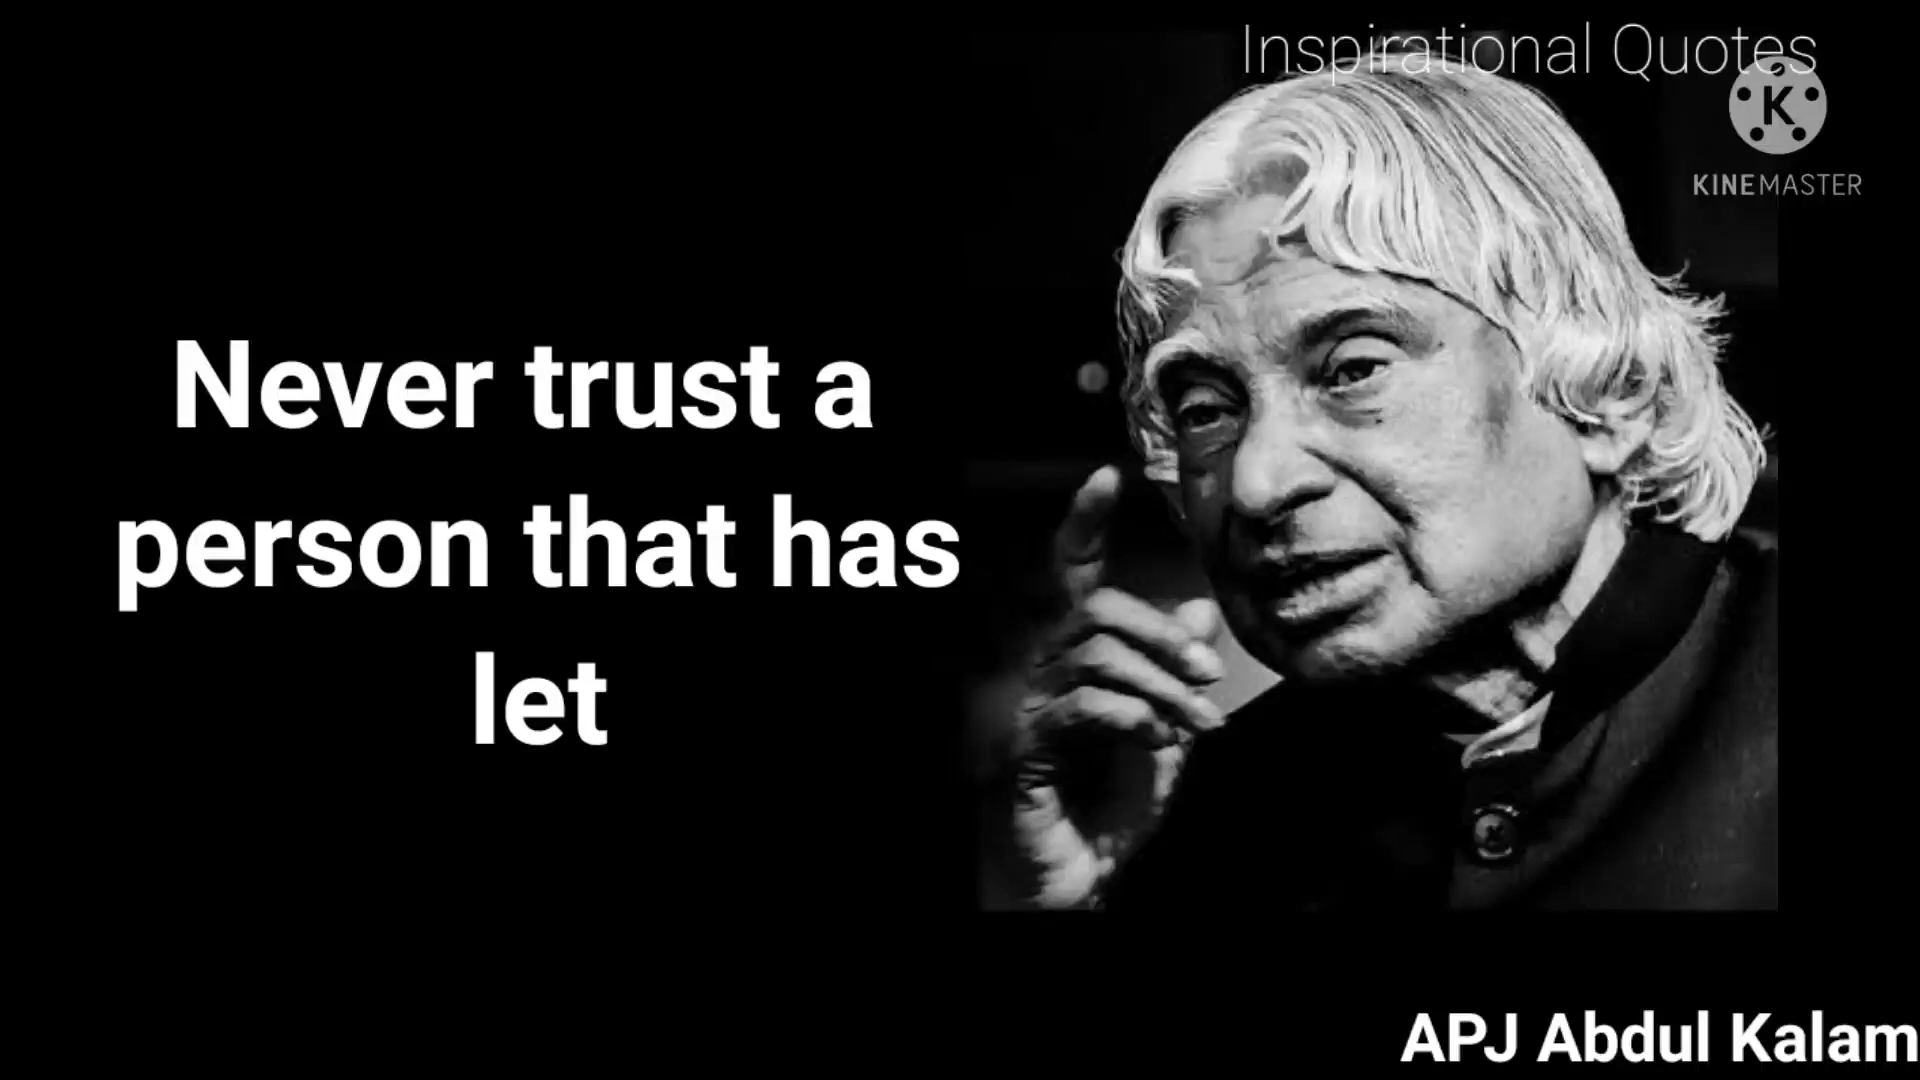 Inspirational Quotes
K
KINEMASTER
Never trust a
person that has
let
APJ Abdul Kalam